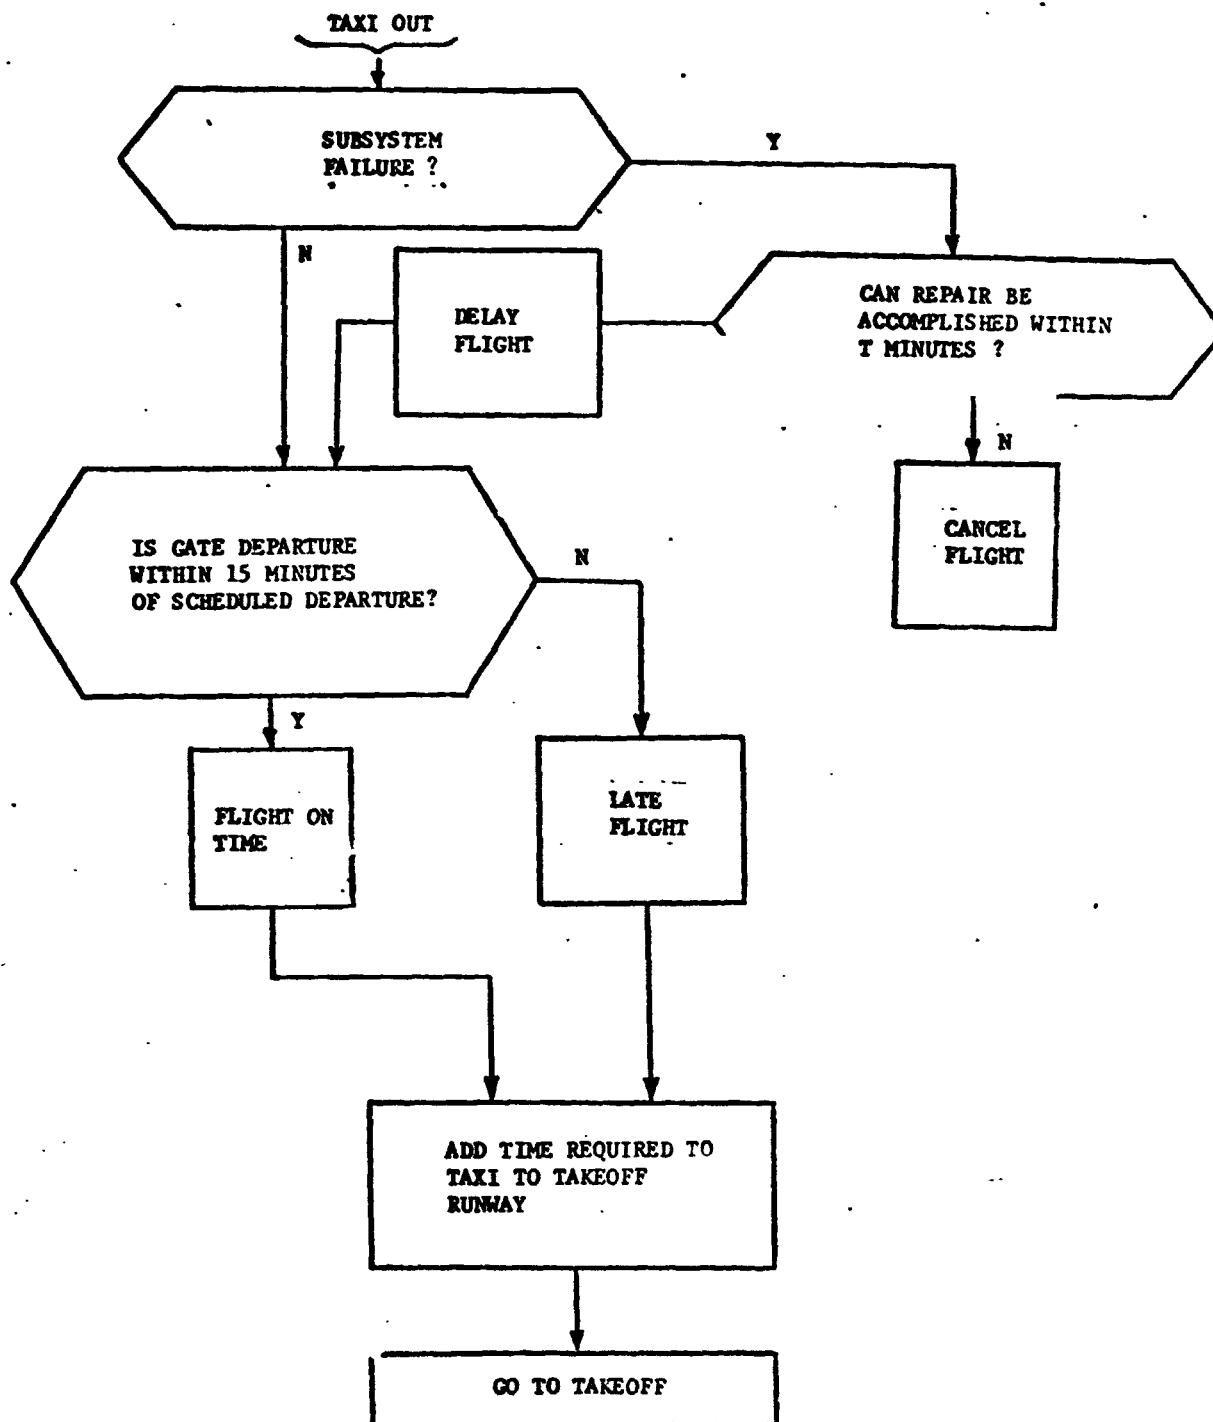 TAXI OUT
SUBSYSTEM
FAILURE ?
Y
N
DELAY
FLIGHT
CAN REPAIR BE
ACCOMPLISHED WITHIN
T MINUTES ?
N
CANCEL
FLIGHT
IS GATE DEPARTURE
WITHIN 15 MINUTES
OF SCHEDULED DEPARTURE?
N
Y
FLIGHT ON
TIME
LATE
FLIGHT
ADD TIME REQUIRED TO
TAXI TO TAKEOFF
RUNWAY
GO TO TAKEOFF